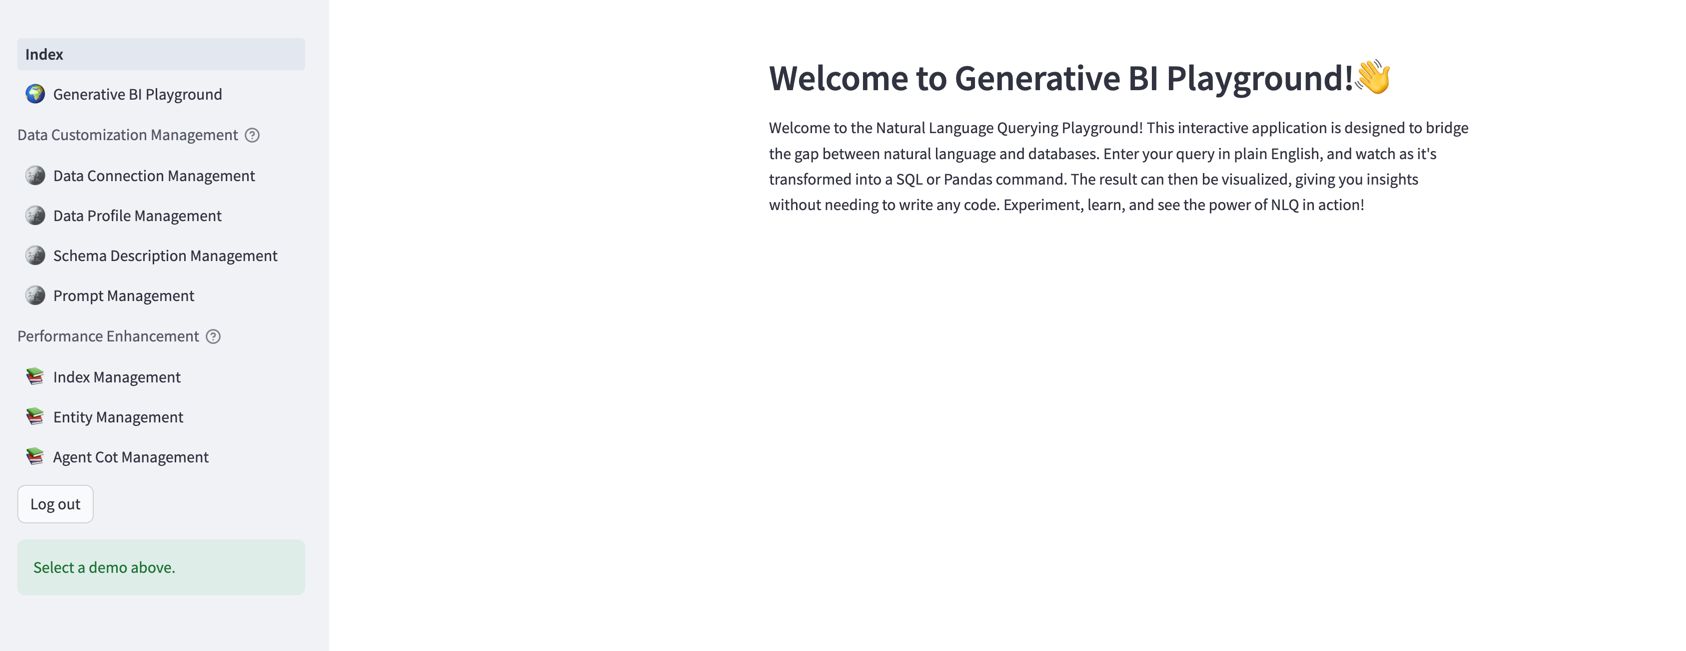 Index
Generative BI Playground
Data Customization Management
Data Connection Management
Data Profile Management
Schema Description Management
Prompt Management
Performance Enhancement
Index Management
Entity Management
Agent Cot Management
Log out
Select a demo above.
Welcome to Generative BI Playground!👋
Welcome to the Natural Language Querying Playground! This interactive application is designed to bridge
the gap between natural language and databases. Enter your query in plain English, and watch as it's
transformed into a SQL or Pandas command. The result can then be visualized, giving you insights
without needing to write any code. Experiment, learn, and see the power of NLQ in action!